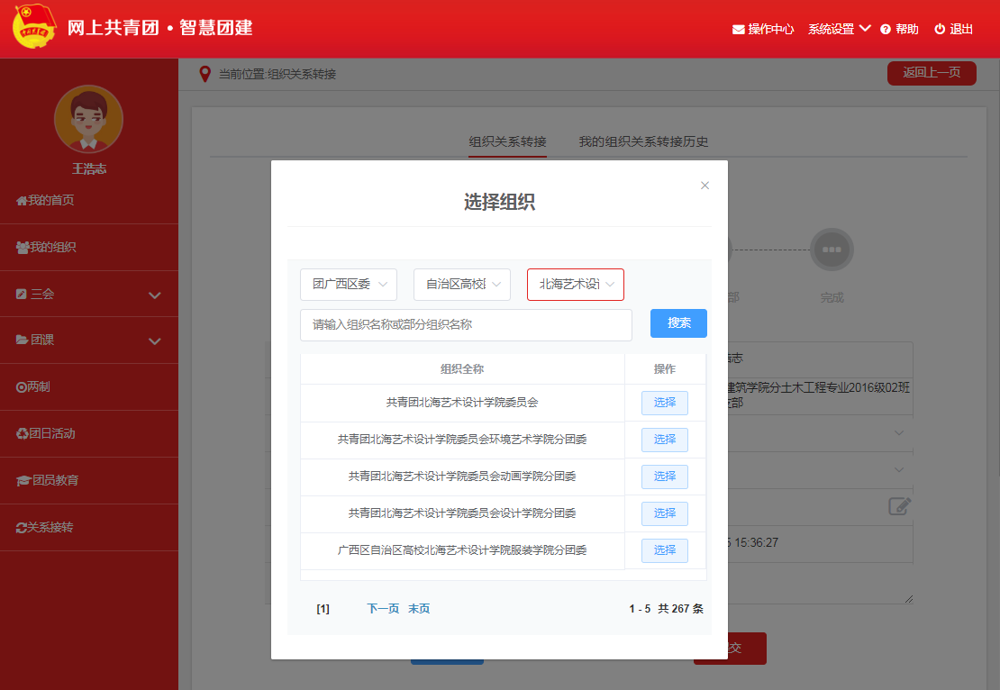 网上共青团·智慧团建
操作中心 系统设置 帮助 退出
当前位置:组织关系转接
返回上一页
王浩志
我的首页
我的组织
三会
团课
两制
团日活动
团员教育
关系接转
组织关系转接 我的组织关系转接历史
部
完成
浩志
建筑学院分土木工程专业2016级02班
支部
15:36:27
交
选择组织
×
团广西区委 自治区高校 北海艺术设
请输入组织名称或部分组织名称 搜索
组织全称 操作
共青团北海艺术设计学院委员会 选择
共青团北海艺术设计学院委员会环境艺术学院分团委 选择
共青团北海艺术设计学院委员会动画学院分团委 选择
共青团北海艺术设计学院委员会设计学院分团委 选择
广西区自治区高校北海艺术设计学院服装学院分团委 选择
[1] 下一页 末页 1 - 5 共 267 条